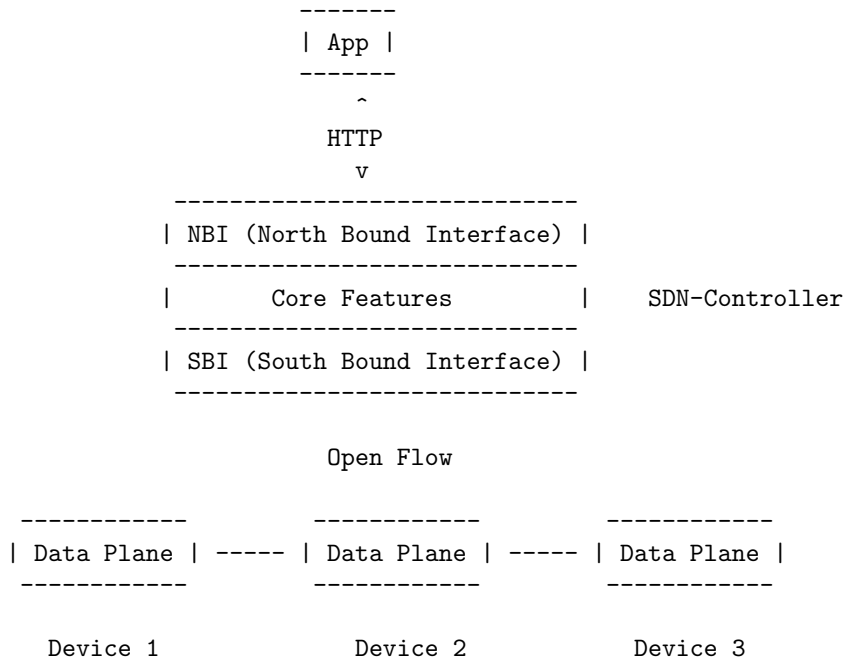 -------
| App |
-------
^
HTTP
v
-----------------------------
| NBI (North Bound Interface) |
-----------------------------
| Core Features | SDN-Controller
-----------------------------
| SBI (South Bound Interface) |
-----------------------------
Open Flow
------------ ------------ ------------
| Data Plane | ----- | Data Plane | ----- | Data Plane |
------------ ------------ ------------
Device 1 Device 2 Device 3